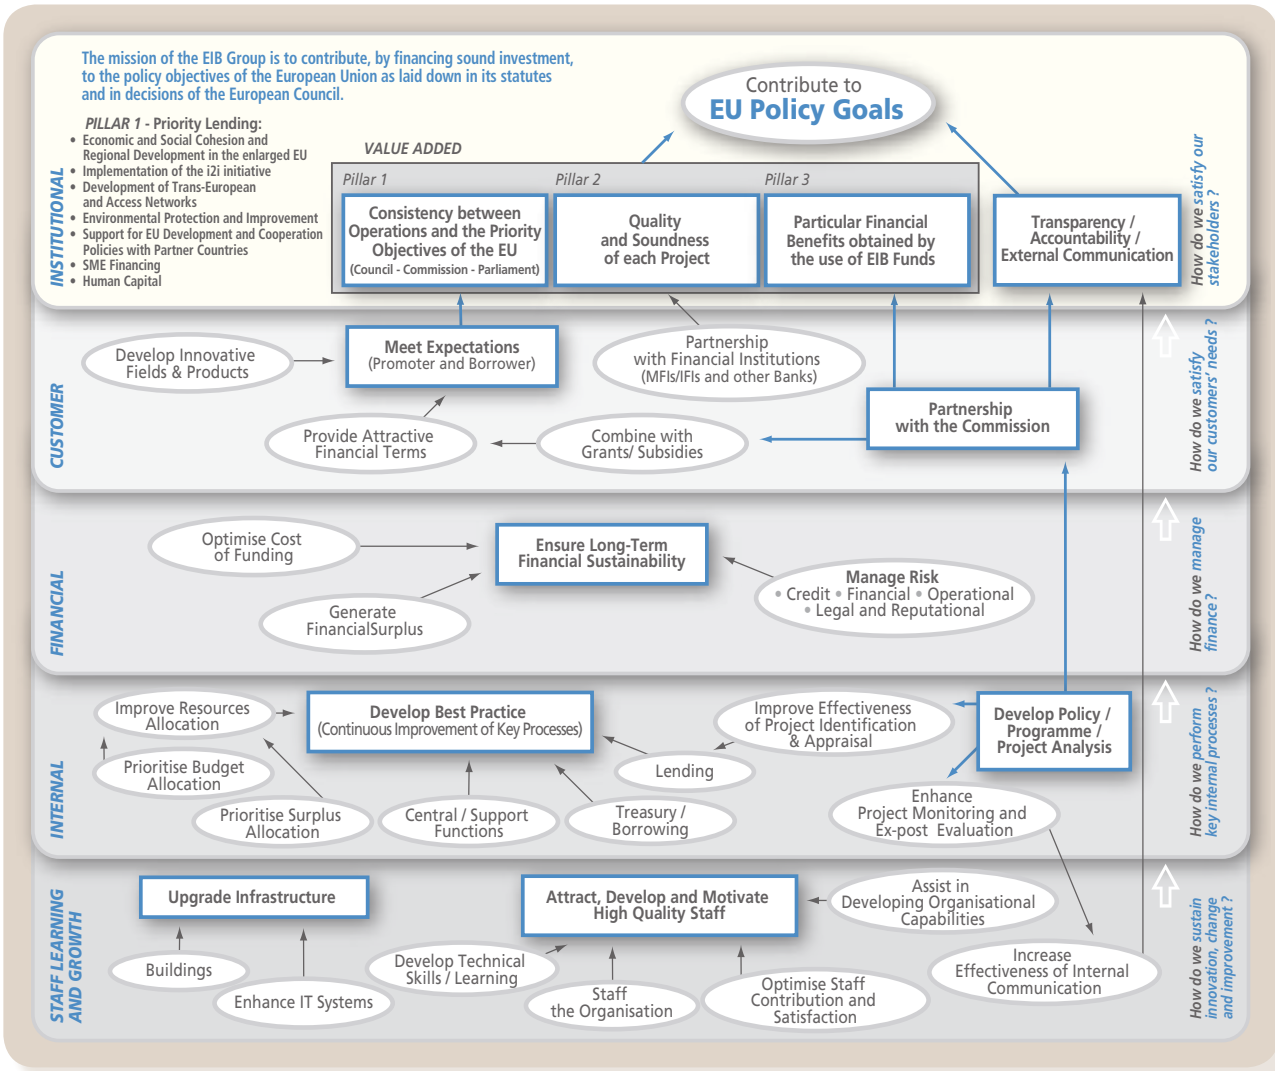 The mission of the EIB Group is to contribute, by financing sound investment,
to the policy objectives of the European Union as laid down in its statutes
and in decisions of the European Council.
Contribute to
EU Policy Goals
PILLAR 1 - Priority Lending:
• Economic and Social Cohesion and
Regional Development in the enlarged EU
• Implementation of the i2i initiative
• Development of Trans-European
and Access Networks
• Environmental Protection and Improvement
• Support for EU Development and Cooperation
Policies with Partner Countries
• SME Financing
• Human Capital
INSTITUTIONAL
VALUE ADDED
Pillar 1
Consistency between
Operations and the Priority
Objectives of the EU
(Council - Commission - Parliament)
Pillar 2
Quality
and Soundness
of each Project
Pillar 3
Particular Financial
Benefits obtained by
the use of EIB Funds
Transparency /
Accountability /
External Communication
How do we satisfy our
stakeholders ?
CUSTOMER
Develop Innovative
Fields & Products
Meet Expectations
(Promoter and Borrower)
Partnership
with Financial Institutions
(MFIs/IFIs and other Banks)
Partnership
with the Commission
Provide Attractive
Financial Terms
Combine with
Grants/ Subsidies
How do we satisfy
our customers' needs ?
FINANCIAL
Optimise Cost
of Funding
Ensure Long-Term
Financial Sustainability
Generate
FinancialSurplus
Manage Risk
• Credit • Financial • Operational
• Legal and Reputational
How do we manage
finance ?
INTERNAL
Improve Resources
Allocation
Develop Best Practice
(Continuous Improvement of Key Processes)
Improve Effectiveness
of Project Identification
& Appraisal
Develop Policy /
Programme /
Project Analysis
Prioritise Budget
Allocation
Lending
Prioritise Surplus
Allocation
Central / Support
Functions
Treasury /
Borrowing
Enhance
Project Monitoring and
Ex-post Evaluation
How do we perform
key internal processes ?
STAFF LEARNING
AND GROWTH
Upgrade Infrastructure
Attract, Develop and Motivate
High Quality Staff
Assist in
Developing Organisational
Capabilities
Buildings
Enhance IT Systems
Develop Technical
Skills / Learning
Staff
the Organisation
Optimise Staff
Contribution and
Satisfaction
Increase
Effectiveness of Internal
Communication
How do we sustain
innovation, change
and improvement ?